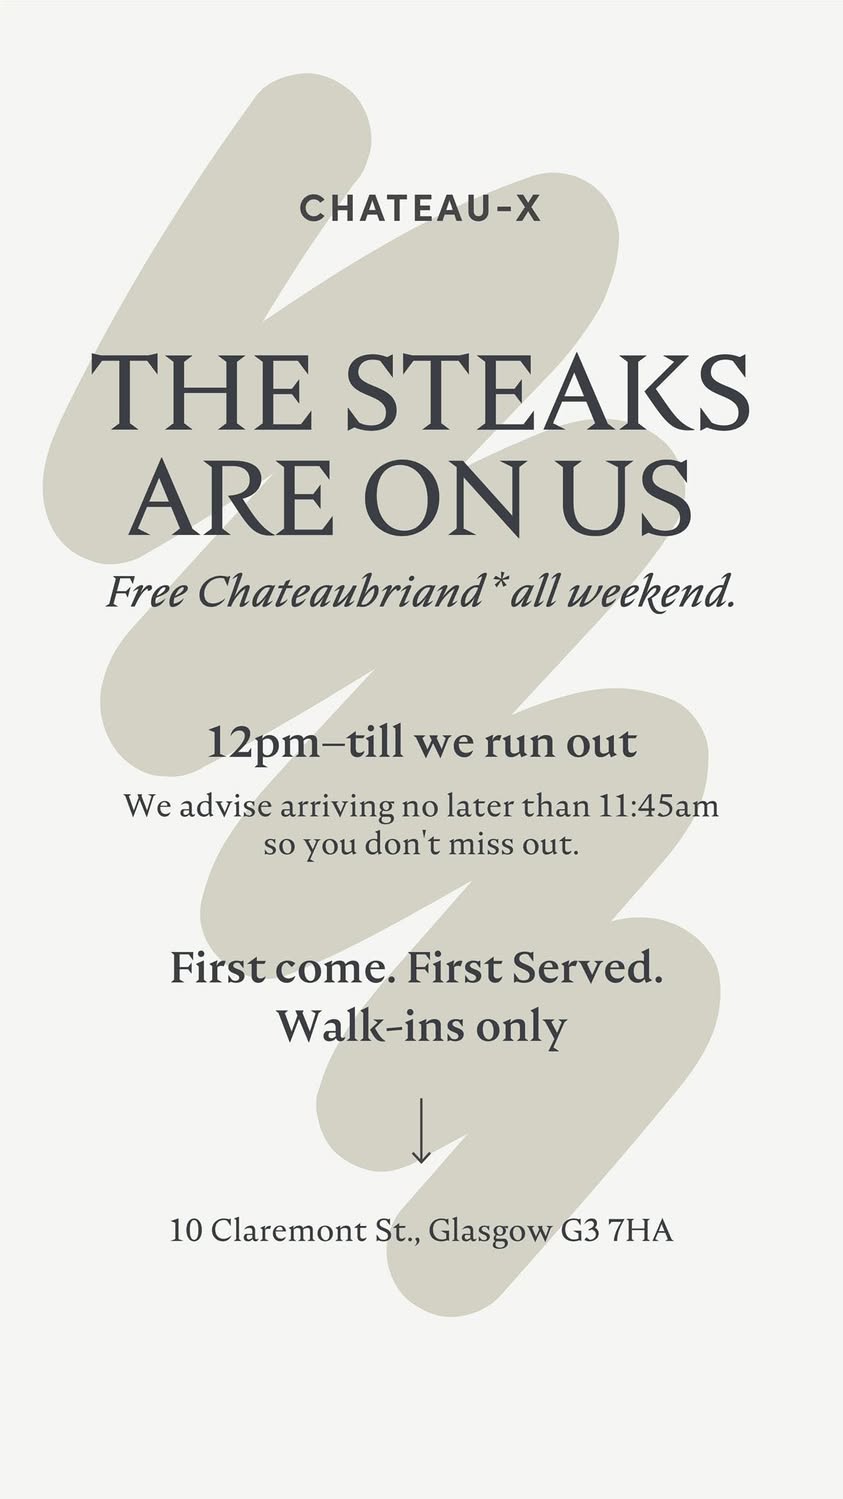 CHATEAU-X
THE STEAKS
ARE ON US
Free Chateaubriand* all weekend.
12pm–till we run out
We advise arriving no later than 11:45am
so you don't miss out.
First come. First Served.
Walk-ins only
10 Claremont St., Glasgow G3 7HA